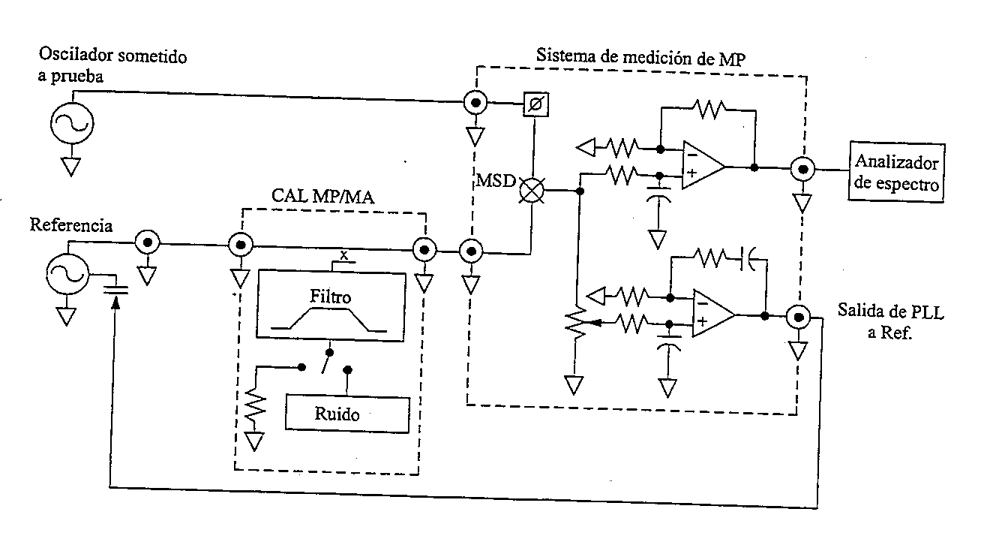 Oscilador sometido
a prueba
Sistema de medición de MP
MSD
Analizador
de espectro
CAL MP/MA
Referencia
x
Filtro
Salida de PLL
a Ref.
Ruido